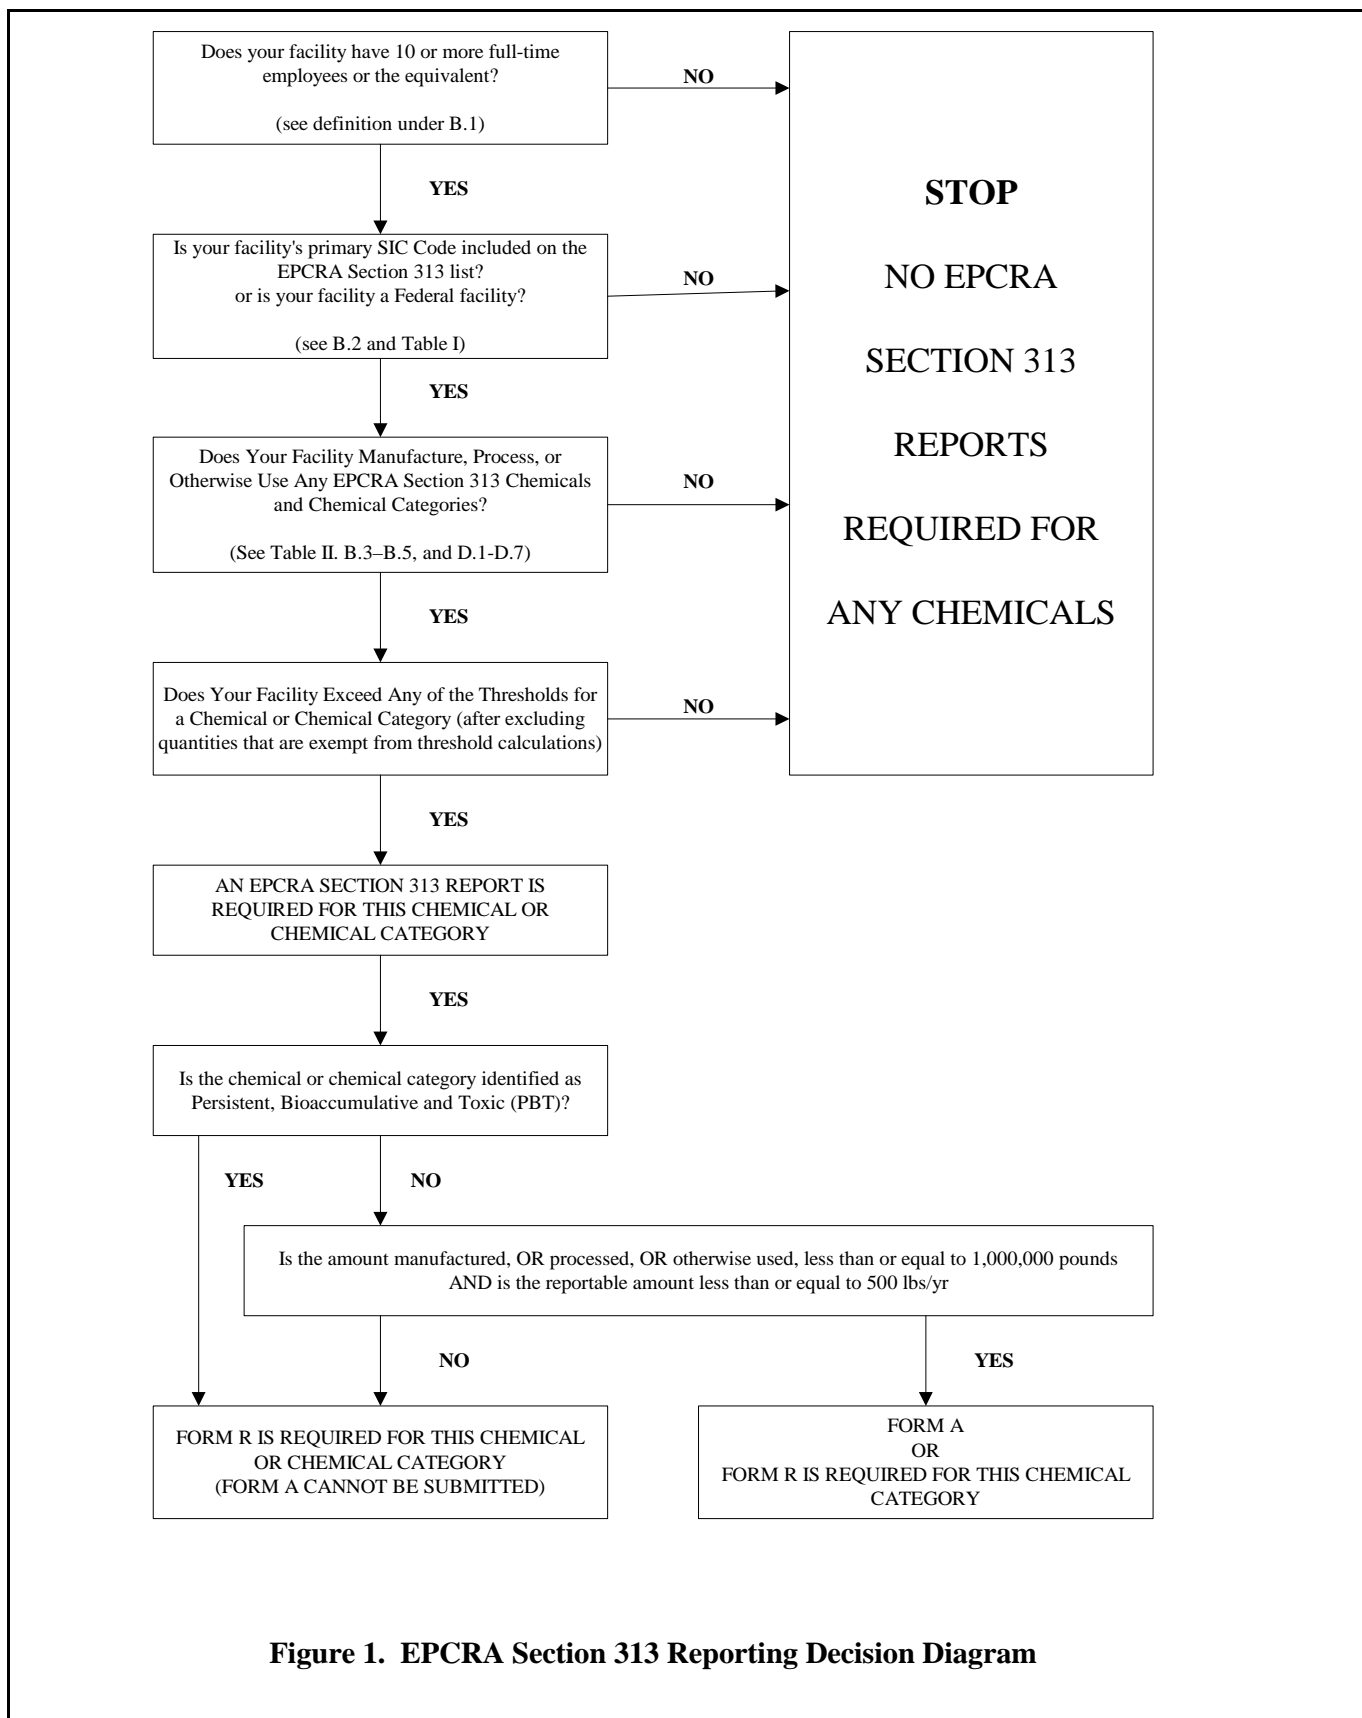 Does your facility have 10 or more full-time
employees or the equivalent?
(see definition under B.1)
NO
YES
STOP
NO EPCRA
SECTION 313
REPORTS
REQUIRED FOR
ANY CHEMICALS
Is your facility's primary SIC Code included on the
EPCRA Section 313 list?
or is your facility a Federal facility?
(see B.2 and Table I)
NO
YES
Does Your Facility Manufacture, Process, or
Otherwise Use Any EPCRA Section 313 Chemicals
and Chemical Categories?
(See Table II. B.3–B.5, and D.1-D.7)
NO
YES
Does Your Facility Exceed Any of the Thresholds for
a Chemical or Chemical Category (after excluding
quantities that are exempt from threshold calculations)
NO
YES
AN EPCRA SECTION 313 REPORT IS
REQUIRED FOR THIS CHEMICAL OR
CHEMICAL CATEGORY
YES
Is the chemical or chemical category identified as
Persistent, Bioaccumulative and Toxic (PBT)?
YES
NO
Is the amount manufactured, OR processed, OR otherwise used, less than or equal to 1,000,000 pounds
AND is the reportable amount less than or equal to 500 lbs/yr
NO
YES
FORM R IS REQUIRED FOR THIS CHEMICAL
OR CHEMICAL CATEGORY
(FORM A CANNOT BE SUBMITTED)
FORM A
OR
FORM R IS REQUIRED FOR THIS CHEMICAL
CATEGORY
Figure 1.  EPCRA Section 313 Reporting Decision Diagram